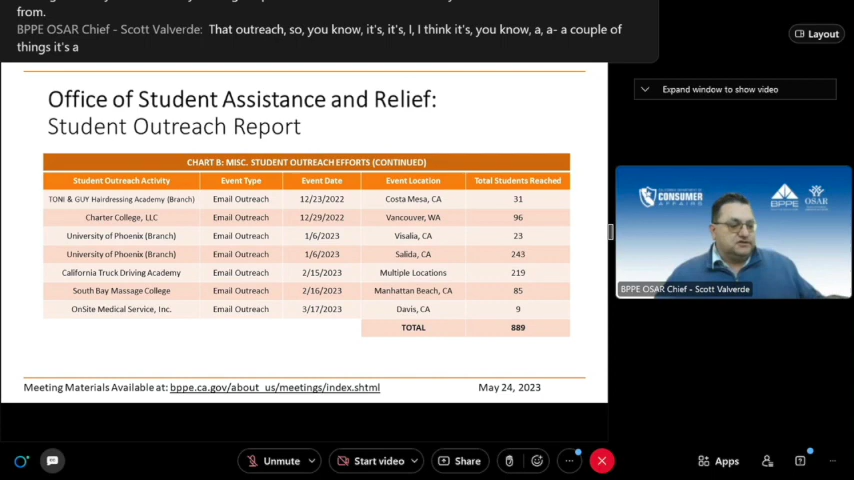 from.
BPPE OSAR Chief - Scott Valverde: That outreach, so, you know, it's, it's, I, I think it's, you know, a, a- a couple of
things it's a
Layout
Expand window to show video
Office of Student Assistance and Relief:
Student Outreach Report
CHART B: MISC. STUDENT OUTREACH EFFORTS (CONTINUED)
Student Outreach Activity Event Type Event Date Event Location Total Students Reached
TONI & GUY Hairdressing Academy (Branch) Email Outreach 12/23/2022 Costa Mesa, CA 31
Charter College, LLC Email Outreach 12/29/2022 Vancouver, WA 96
University of Phoenix (Branch) Email Outreach 1/6/2023 Visalia, CA 23
University of Phoenix (Branch) Email Outreach 1/6/2023 Salida, CA 243
California Truck Driving Academy Email Outreach 2/15/2023 Multiple Locations 219
South Bay Massage College Email Outreach 2/16/2023 Manhattan Beach, CA 85
OnSite Medical Service, Inc. Email Outreach 3/17/2023 Davis, CA 9
TOTAL 889
Meeting Materials Available at: bppe.ca.gov/about_us/meetings/index.shtml May 24, 2023
CONSUMER
AFFAIRS
BPPE
OSAR
BPPE OSAR Chief - Scott Valverde
Unmute
Start video
Share
Apps